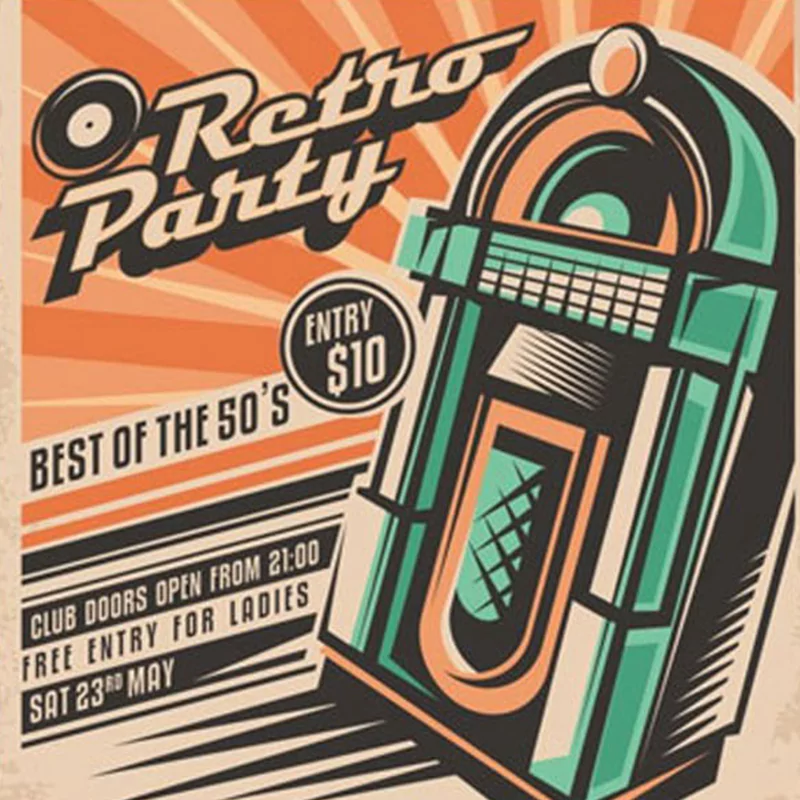 Retro
Party
ENTRY
$10
BEST OF THE 50'S
CLUB DOORS OPEN FROM 21:00
FREE ENTRY FOR LADIES
SAT 23RD MAY